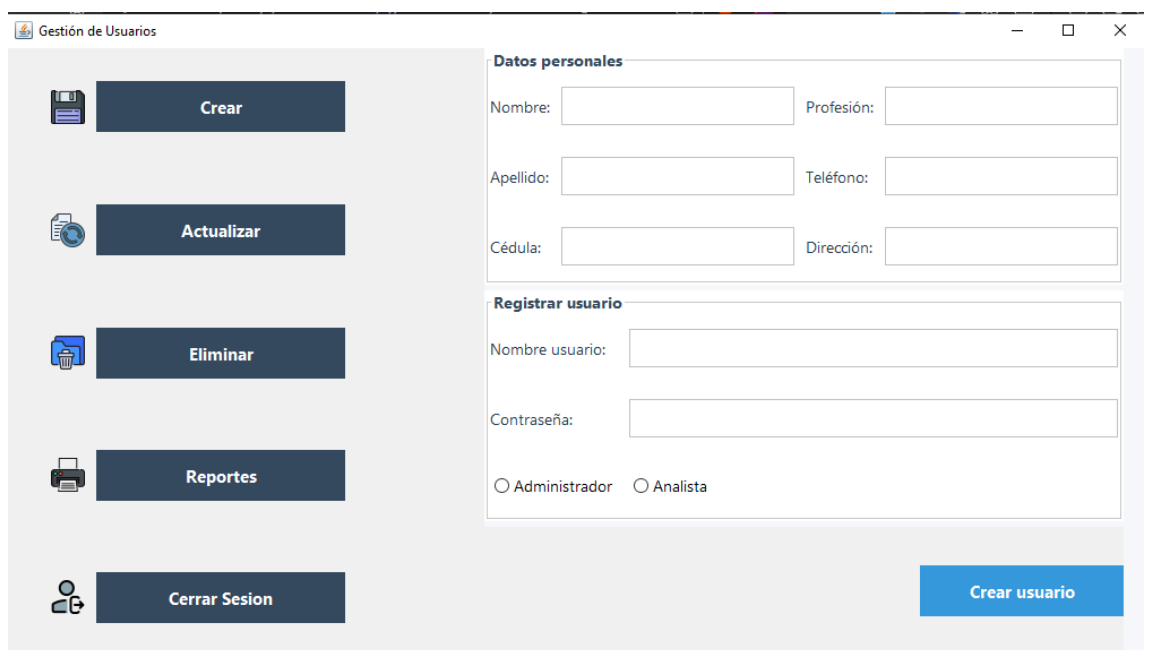 Gestión de Usuarios
Crear
Actualizar
Eliminar
Reportes
Cerrar Sesion
Datos personales
Nombre: Profesión:
Apellido: Teléfono:
Cédula: Dirección:
Registrar usuario
Nombre usuario:
Contraseña:
Administrador Analista
Crear usuario